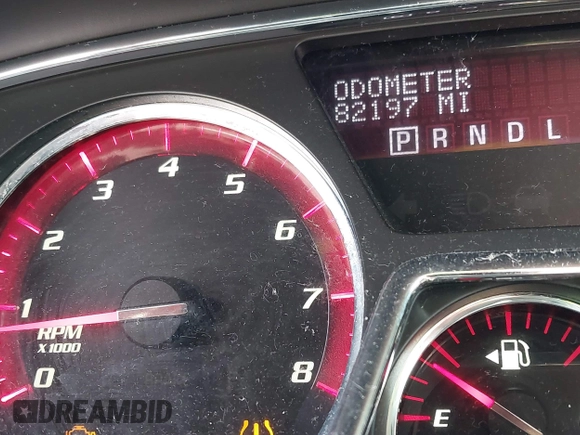 ODOMETER
82197 MI
P R N D L
0
1
2
3
4
5
6
7
8
RPM
X1000
E
DREAMBID